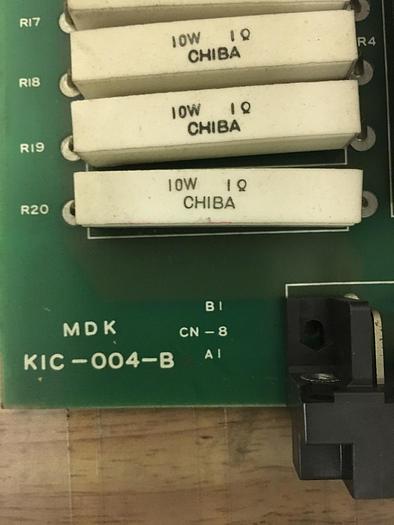 R17
10W 1Ω
CHIBA
R4
R18
10W 1Ω
CHIBA
R19
10W 1Ω
CHIBA
R20
B1
MDK CN-8
KIC-004-B A1